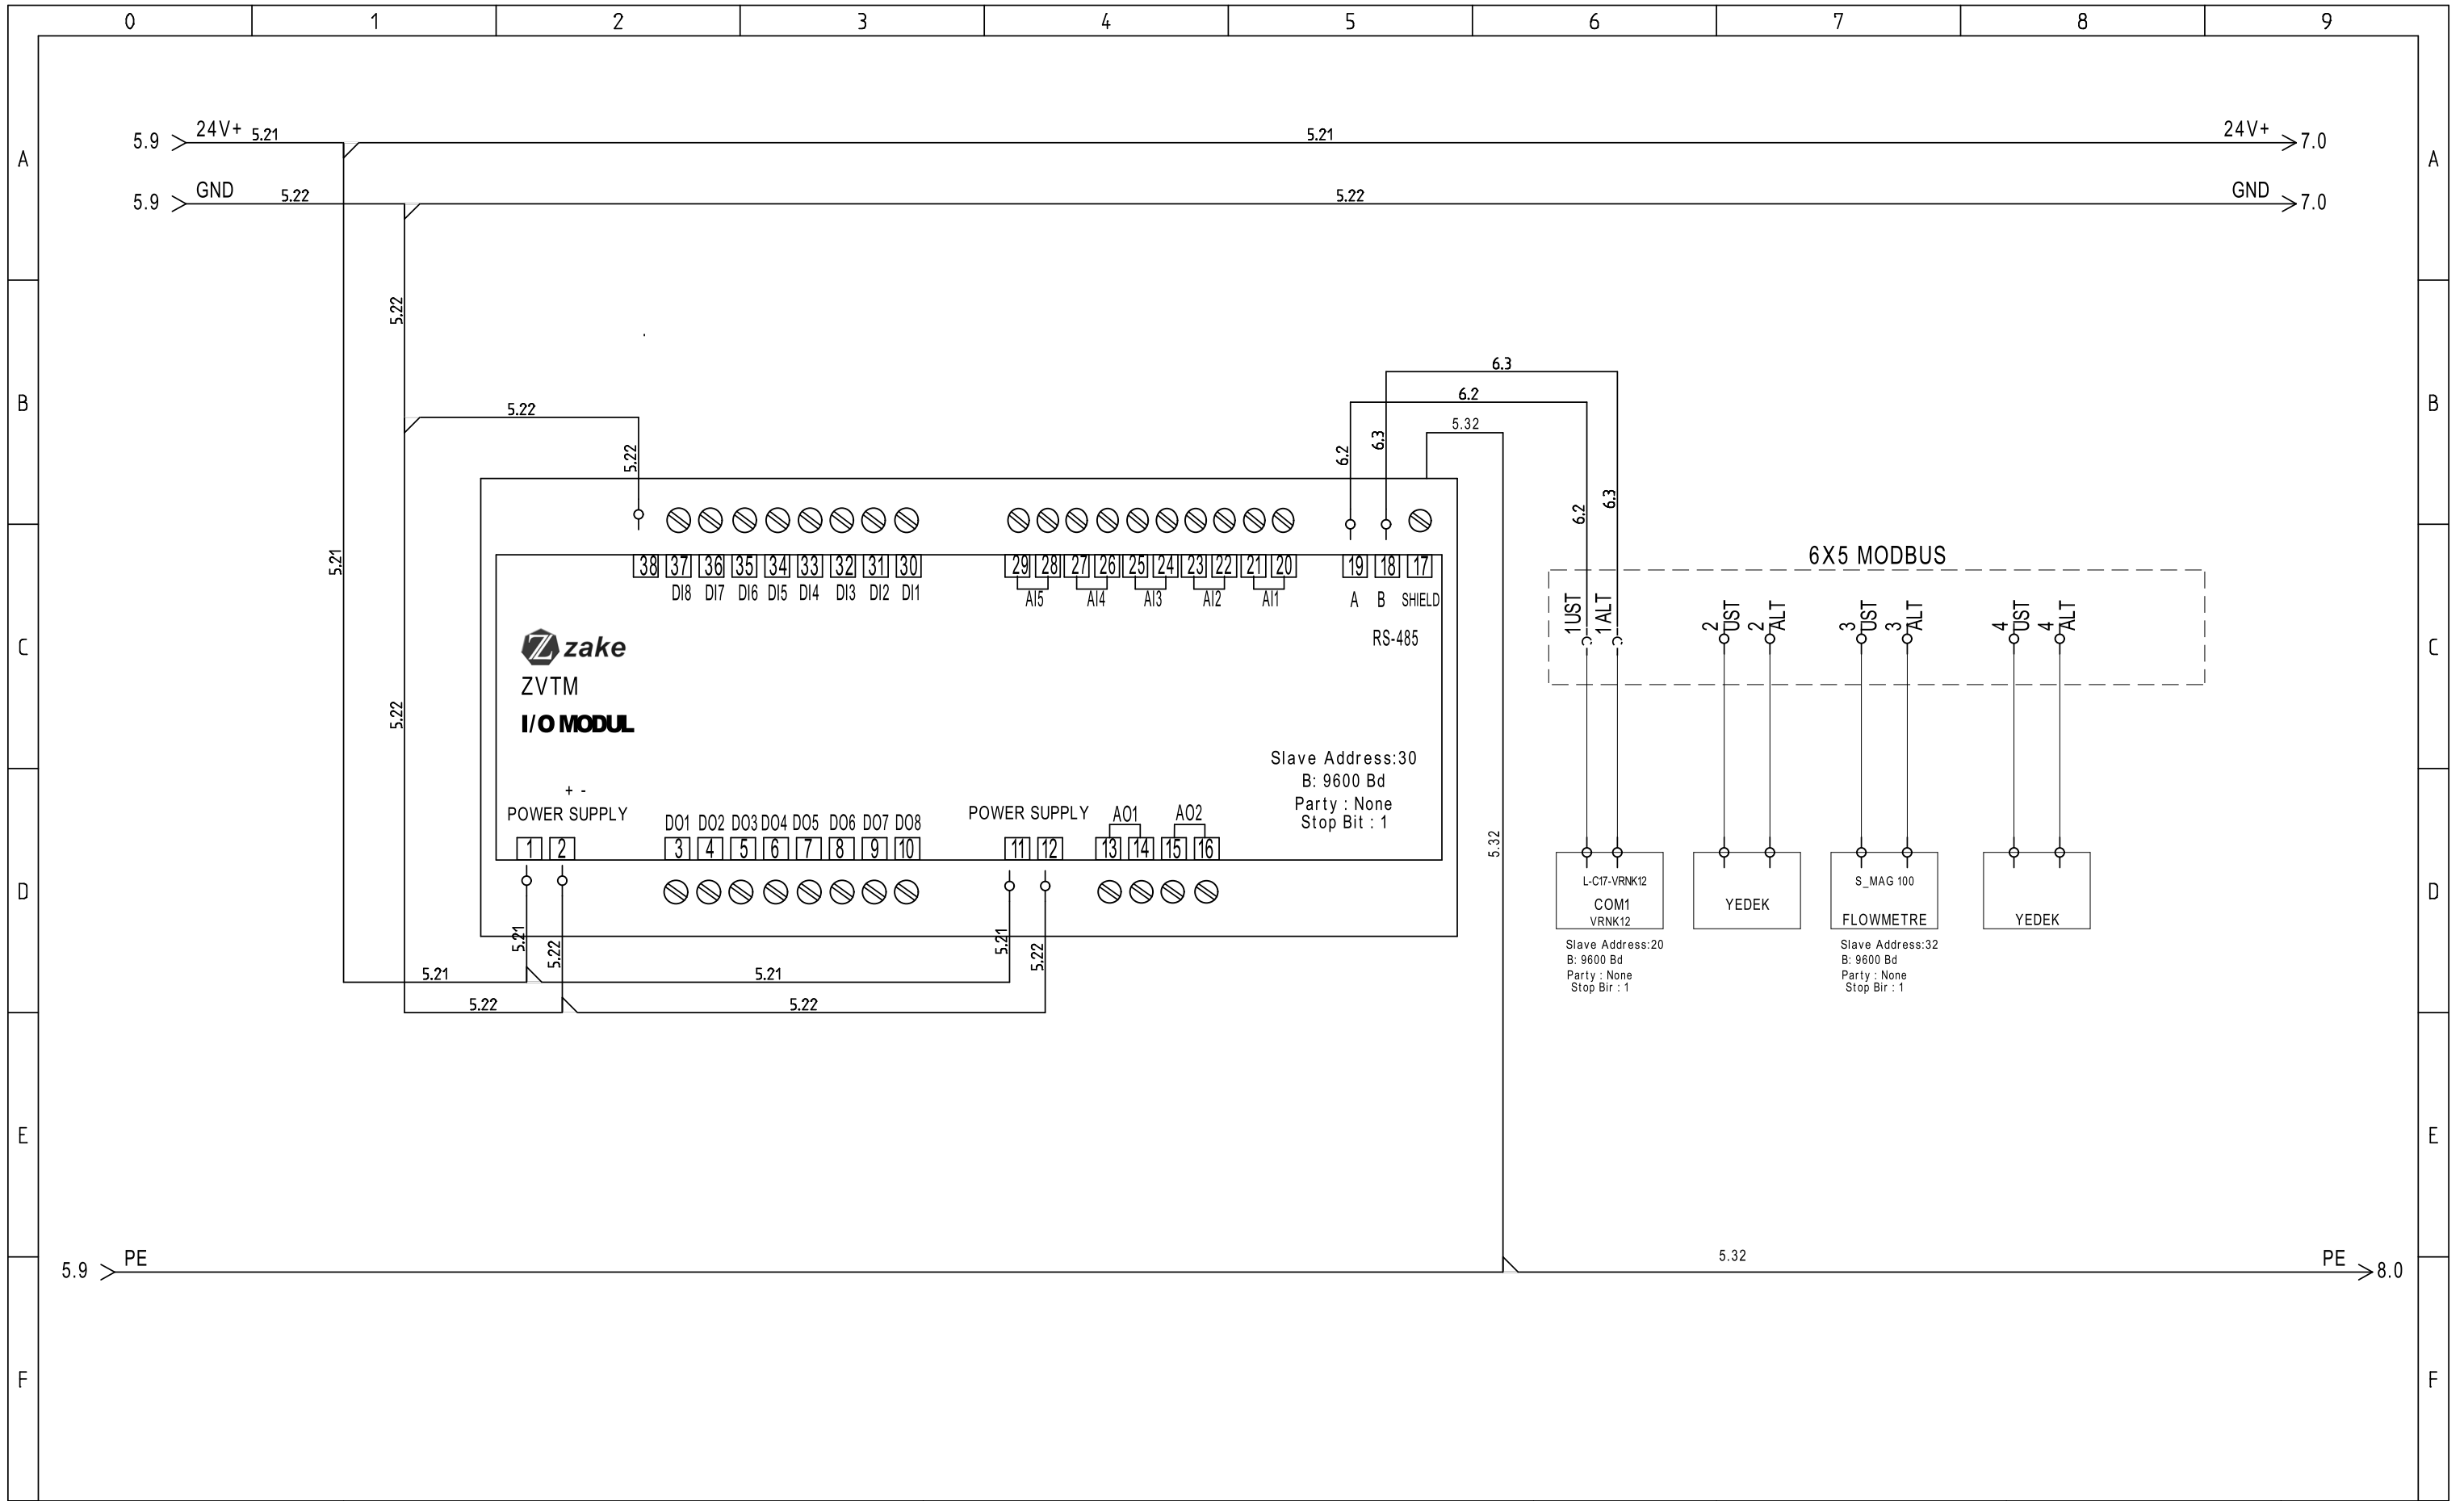 0 1 2 3 4 5 6 7 8 9
A A
B B
C C
D D
E E
F F
5.9 24V+ 5.21 5.21 24V+ 7.0
5.9 GND 5.22 5.22 GND 7.0
5.22
6.3
6.2
5.22 5.32
5.22 6.2 6.3
6.2 6.3
5.21
6X5 MODBUS
38 37 36 35 34 33 32 31 30 29 28 27 26 25 24 23 22 21 20 19 18 17
DI8 DI7 DI6 DI5 DI4 DI3 DI2 DI1 AI5 AI4 AI3 AI2 AI1 A B SHIELD
RS-485
1UST 1ALT 2 UST 2 ALT 3 UST 3 ALT 4 UST 4 ALT
zake
ZVTM
I/O MODUL
5.22
Slave Address:30
B: 9600 Bd
Party : None
Stop Bit : 1
+ -
POWER SUPPLY
DO1 DO2 DO3 DO4 DO5 DO6 DO7 DO8
POWER SUPPLY
AO1 AO2
1 2 3 4 5 6 7 8 9 10 11 12 13 14 15 16
5.32
5.21 5.22 5.21 5.22
5.21 5.21
5.22 5.22
L-C17-VRNK12
COM1
VRNK12
Slave Address:20
B: 9600 Bd
Party : None
Stop Bir : 1
YEDEK
S_MAG 100
FLOWMETRE
Slave Address:32
B: 9600 Bd
Party : None
Stop Bir : 1
YEDEK
5.9 PE 5.32 PE 8.0